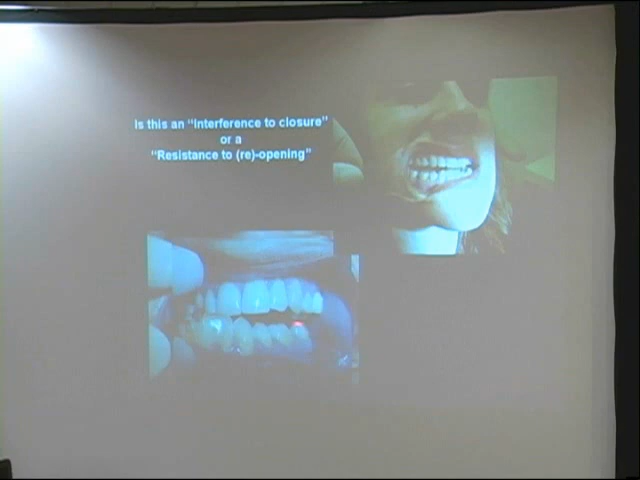 Is this an "Interference to closure"
or a
"Resistance to (re)-opening"